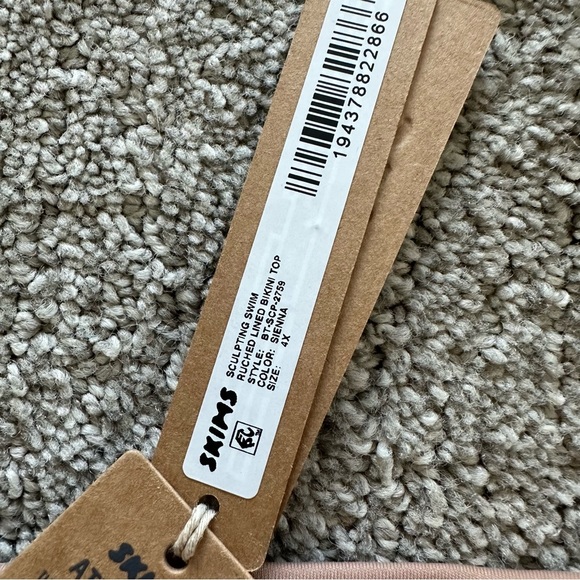 194378822866
SCULPTING SWIM
RUCHED LINED BIKINI TOP
STYLE: BT-SCP-2759
COLOR: SIENNA
SIZE: 4X
SKIMS